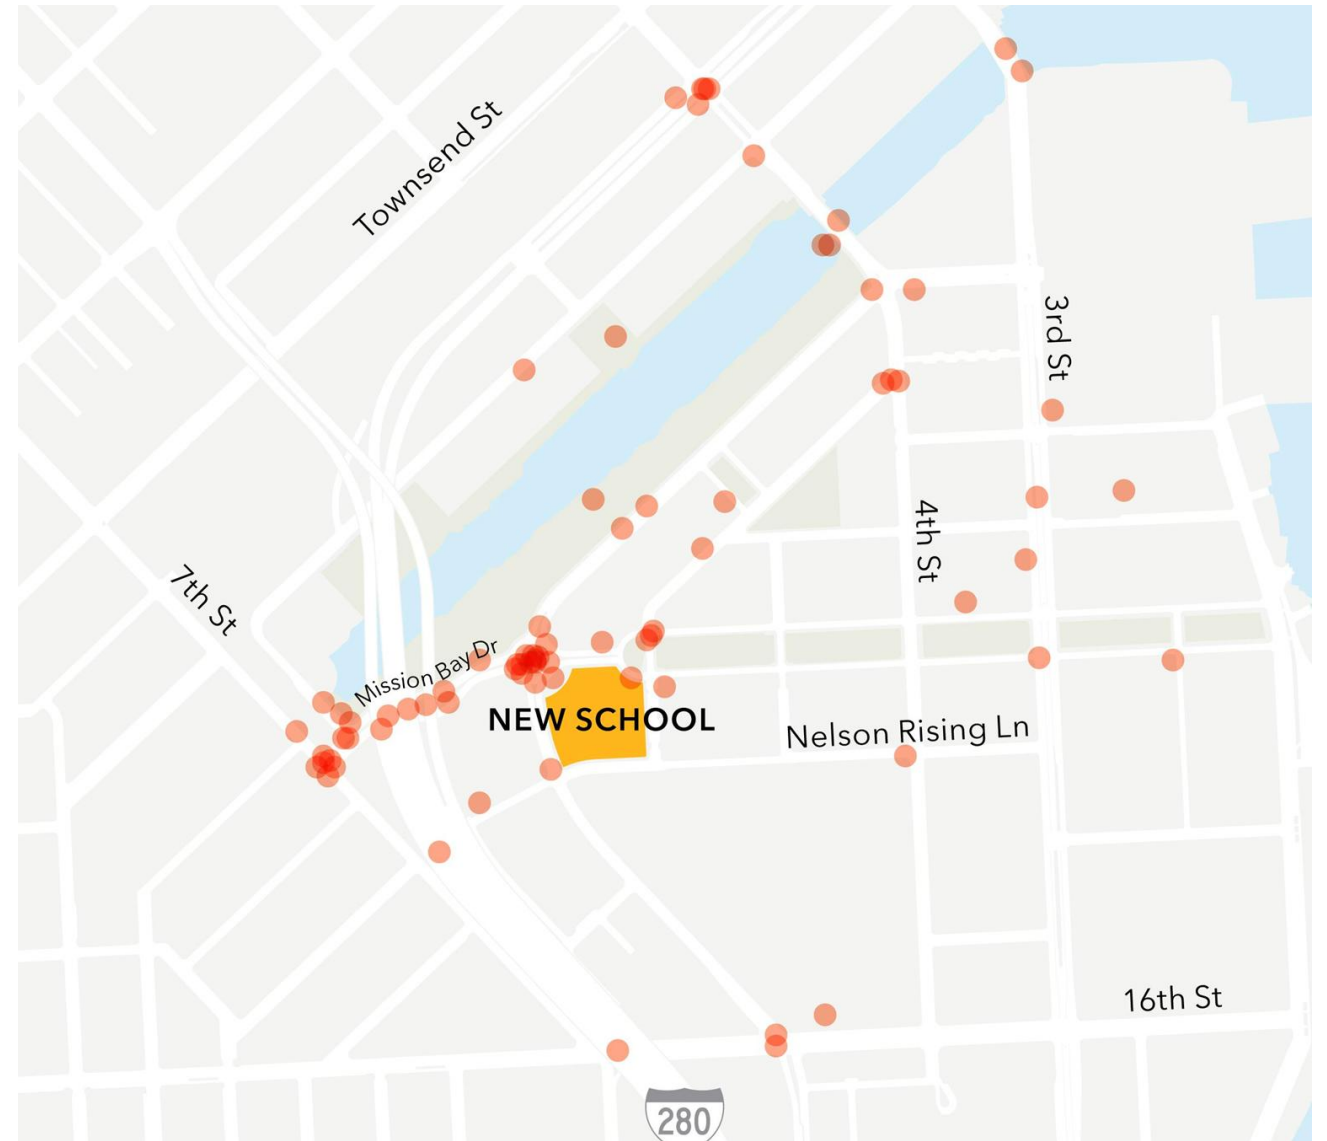 Townsend St
3rd St
4th St
7th St
Mission Bay Dr
NEW SCHOOL
Nelson Rising Ln
16th St
280